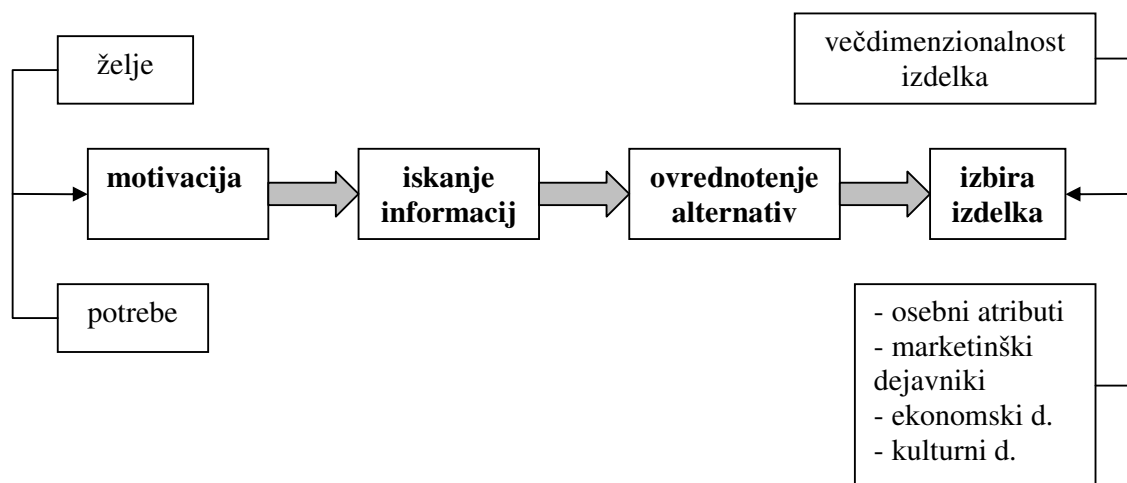 želje
večdimenzionalnost
izdelka
motivacija
iskanje
informacij
ovrednotenje
alternativ
izbira
izdelka
potrebe
- osebni atributi
- marketinški
dejavniki
- ekonomski d.
- kulturni d.